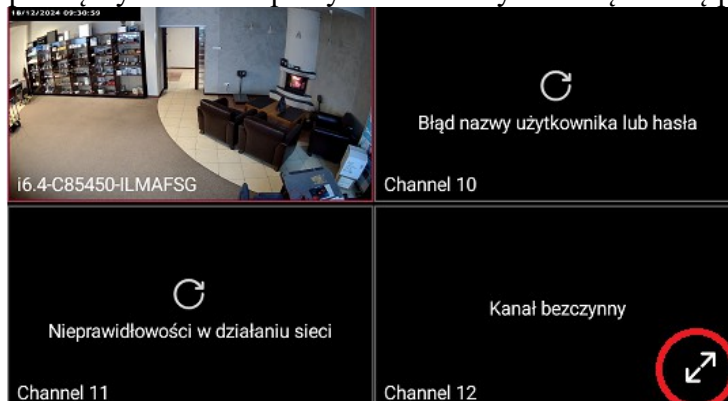 18/12/2024 09:30:59
i6.4-C85450-ILMAFSG
Błąd nazwy użytkownika lub hasła
Channel 10
Nieprawidłowości w działaniu sieci
Channel 11
Kanał bezczynny
Channel 12